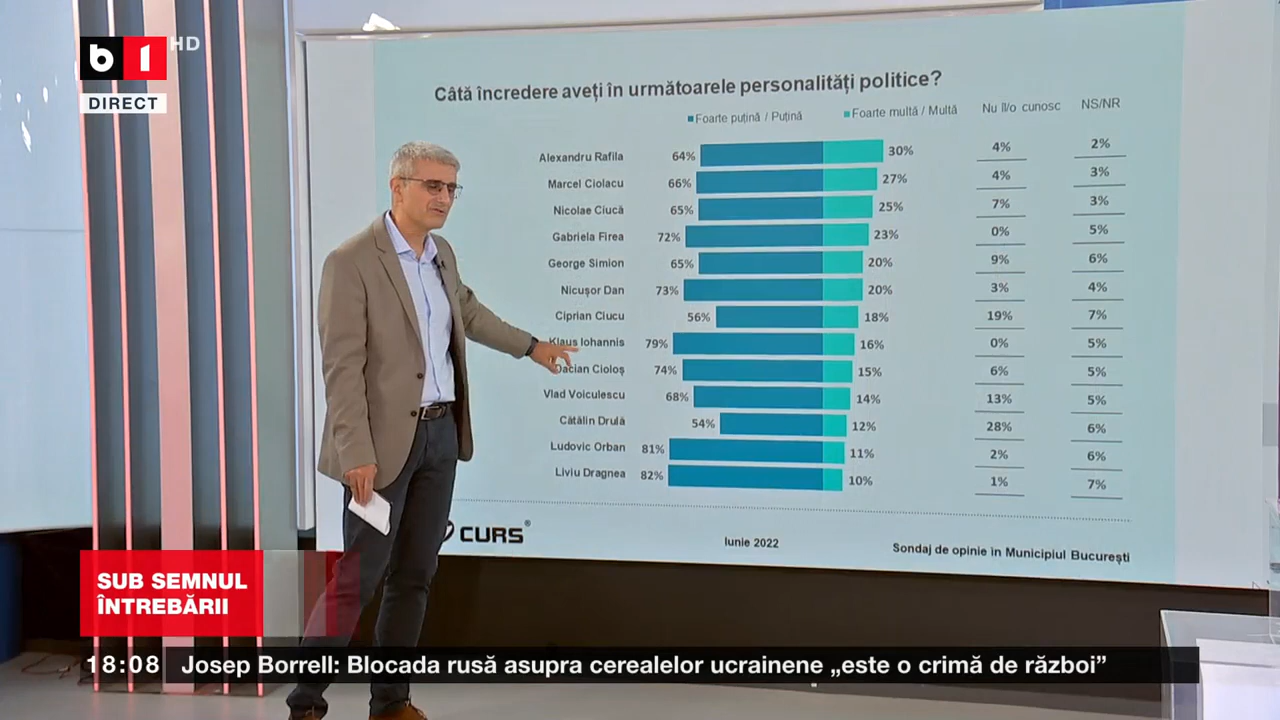 b1 HD
DIRECT
Câtă încredere aveți în următoarele personalități politice?
Foarte puțină / Puțină Foarte multă / Multă Nu îl/o cunosc NS/NR
Alexandru Rafila 64% 30% 4% 2%
Marcel Ciolacu 66% 27% 4% 3%
Nicolae Ciucă 65% 25% 7% 3%
Gabriela Firea 72% 23% 0% 5%
George Simion 65% 20% 9% 6%
Nicușor Dan 73% 20% 3% 4%
Ciprian Ciucu 56% 18% 19% 7%
Klaus Iohannis 79% 16% 0% 5%
Dacian Cioloș 74% 15% 6% 5%
Vlad Voiculescu 68% 14% 13% 5%
Cătălin Drulă 54% 12% 28% 6%
Ludovic Orban 81% 11% 2% 6%
Liviu Dragnea 82% 10% 1% 7%
CURS®
Iunie 2022
Sondaj de opinie în Municipiul București
SUB SEMNUL
ÎNTREBĂRII
18:08 Josep Borrell: Blocada rusă asupra cerealelor ucrainene „este o crimă de război”